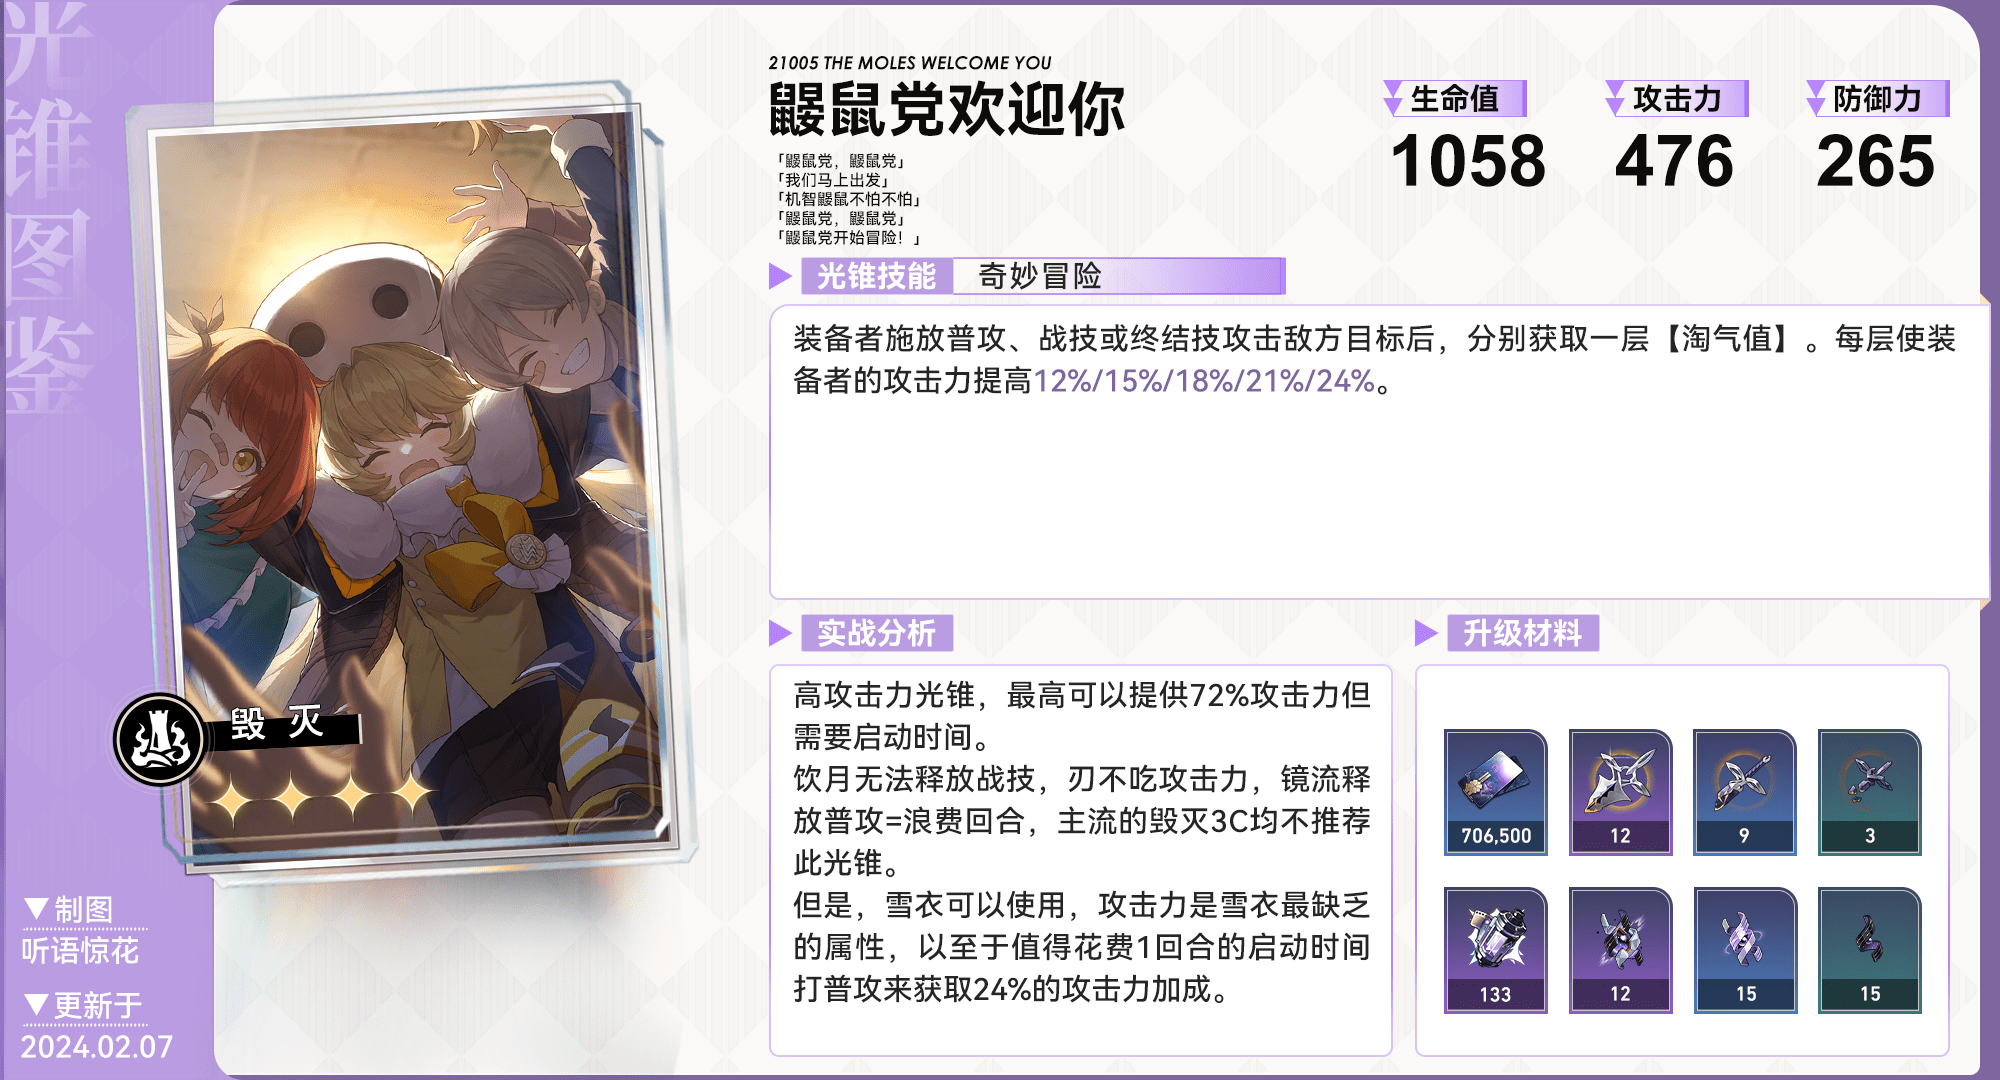 光锥图鉴
21005 THE MOLES WELCOME YOU
鼹鼠党欢迎你
「鼹鼠党，鼹鼠党」
「我们马上出发」
「机智鼹鼠不怕不怕」
「鼹鼠党，鼹鼠党」
「鼹鼠党开始冒险！」
生命值
1058
攻击力
476
防御力
265
光锥技能
奇妙冒险
装备者施放普攻、战技或终结技攻击敌方目标后，分别获取一层【淘气值】。每层使装
备者的攻击力提高12%/15%/18%/21%/24%。
毁灭
实战分析
高攻击力光锥，最高可以提供72%攻击力但
需要启动时间。
饮月无法释放战技，刃不吃攻击力，镜流释
放普攻=浪费回合，主流的毁灭3C均不推荐
此光锥。
但是，雪衣可以使用，攻击力是雪衣最缺乏
的属性，以至于值得花费1回合的启动时间
打普攻来获取24%的攻击力加成。
升级材料
706,500
12
9
3
133
12
15
15
▼制图
听语惊花
▼更新于
2024.02.07